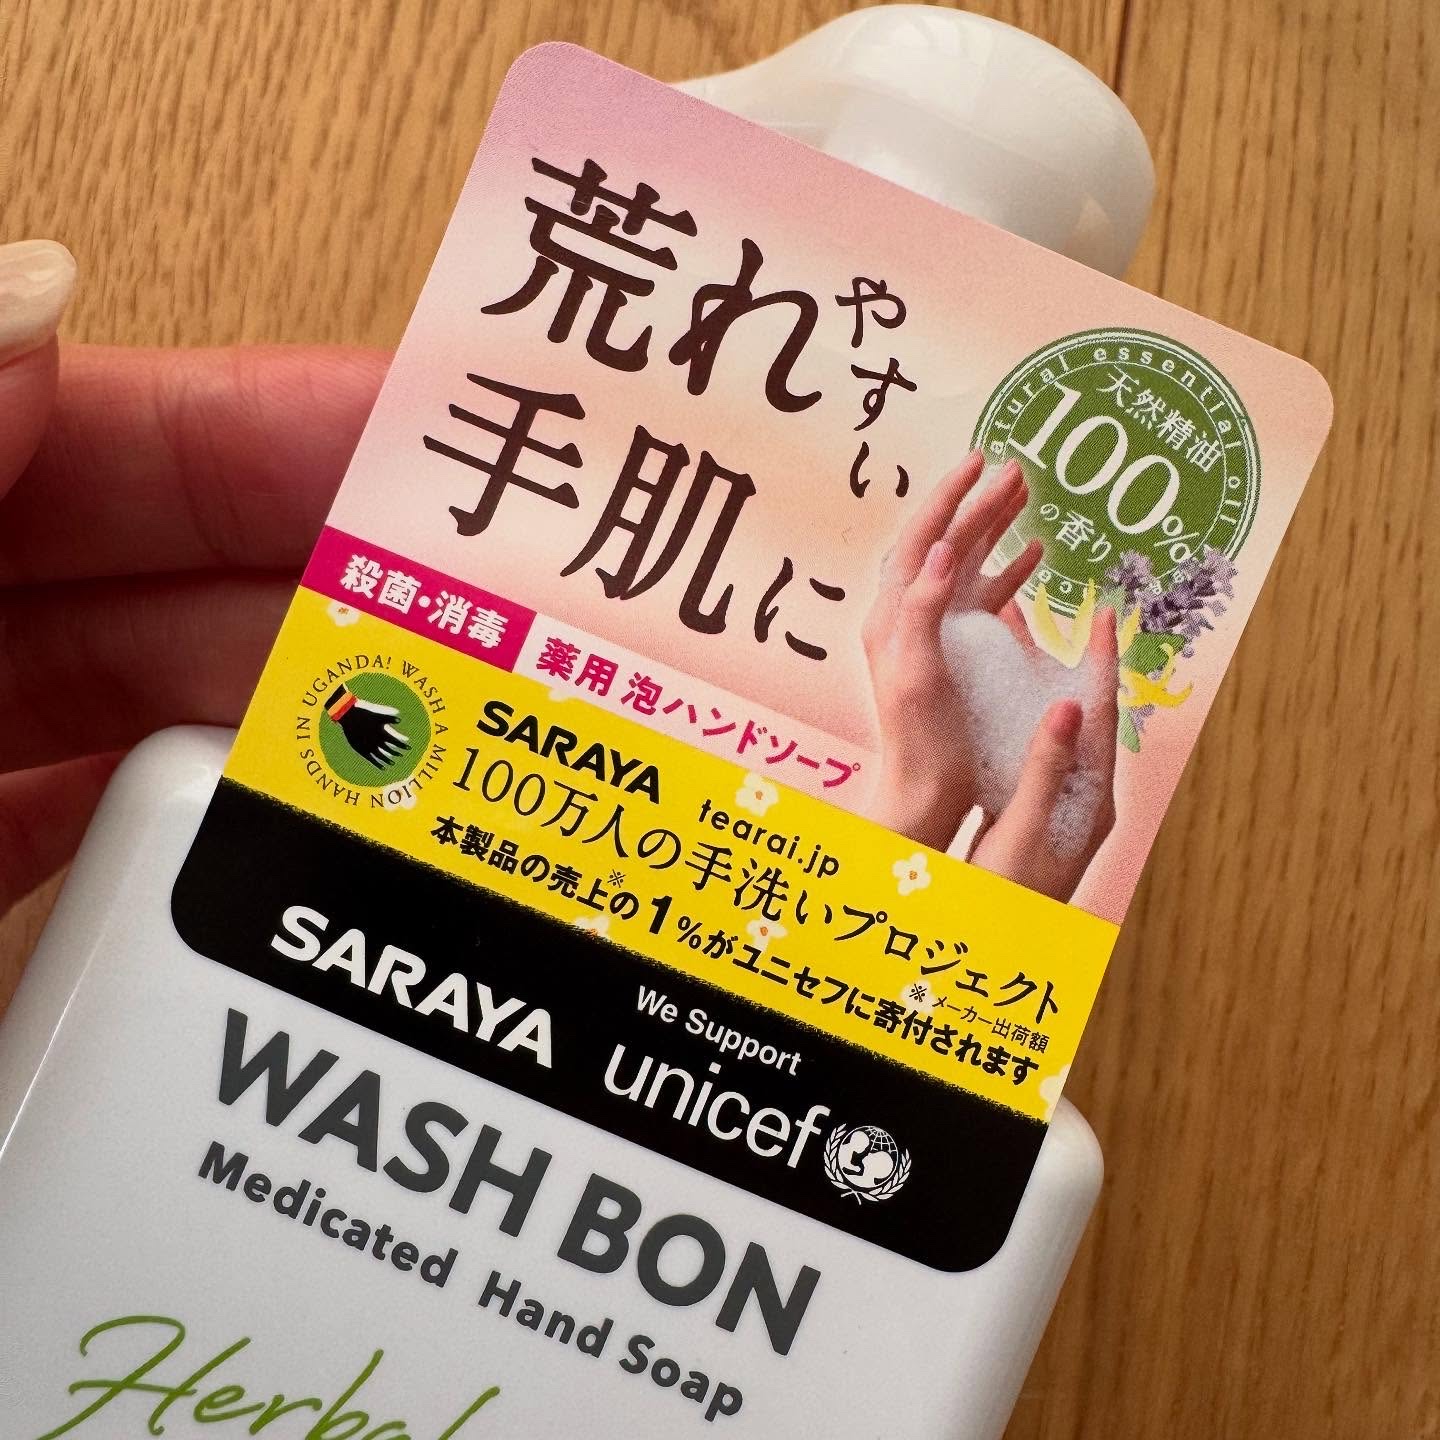 荒れやすい
手肌に
天然精油
100%
の香り
natural essential oil
殺菌・消毒 薬用 泡ハンドソープ
WASH A MILLION HANDS IN UGANDA!
SARAYA tearai.jp
100万人の手洗いプロジェクト
本製品の売上※の1%がユニセフに寄付されます
※メーカー出荷額
SARAYA
We Support
unicef
WASH BON
Medicated Hand Soap
Herbal